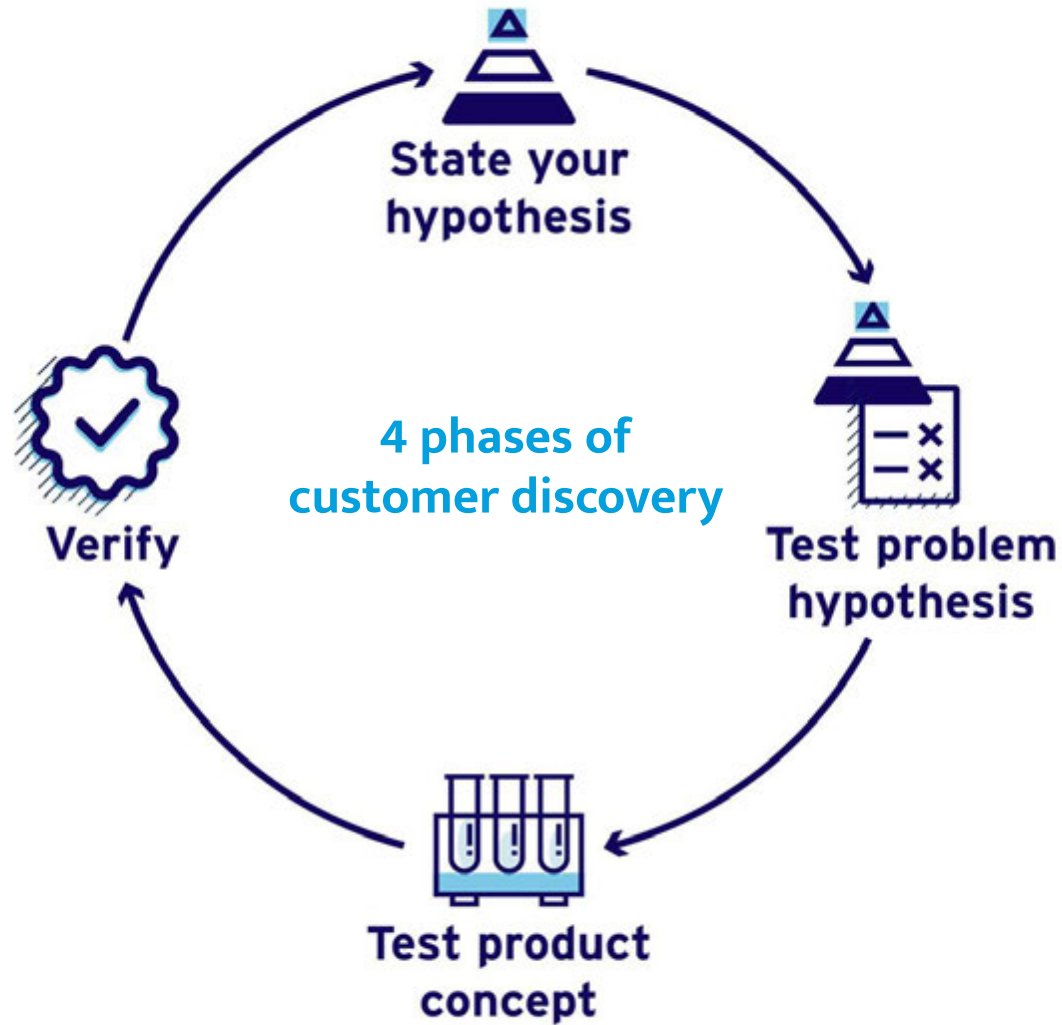 State your
hypothesis
4 phases of
customer discovery
Verify
Test problem
hypothesis
Test product
concept